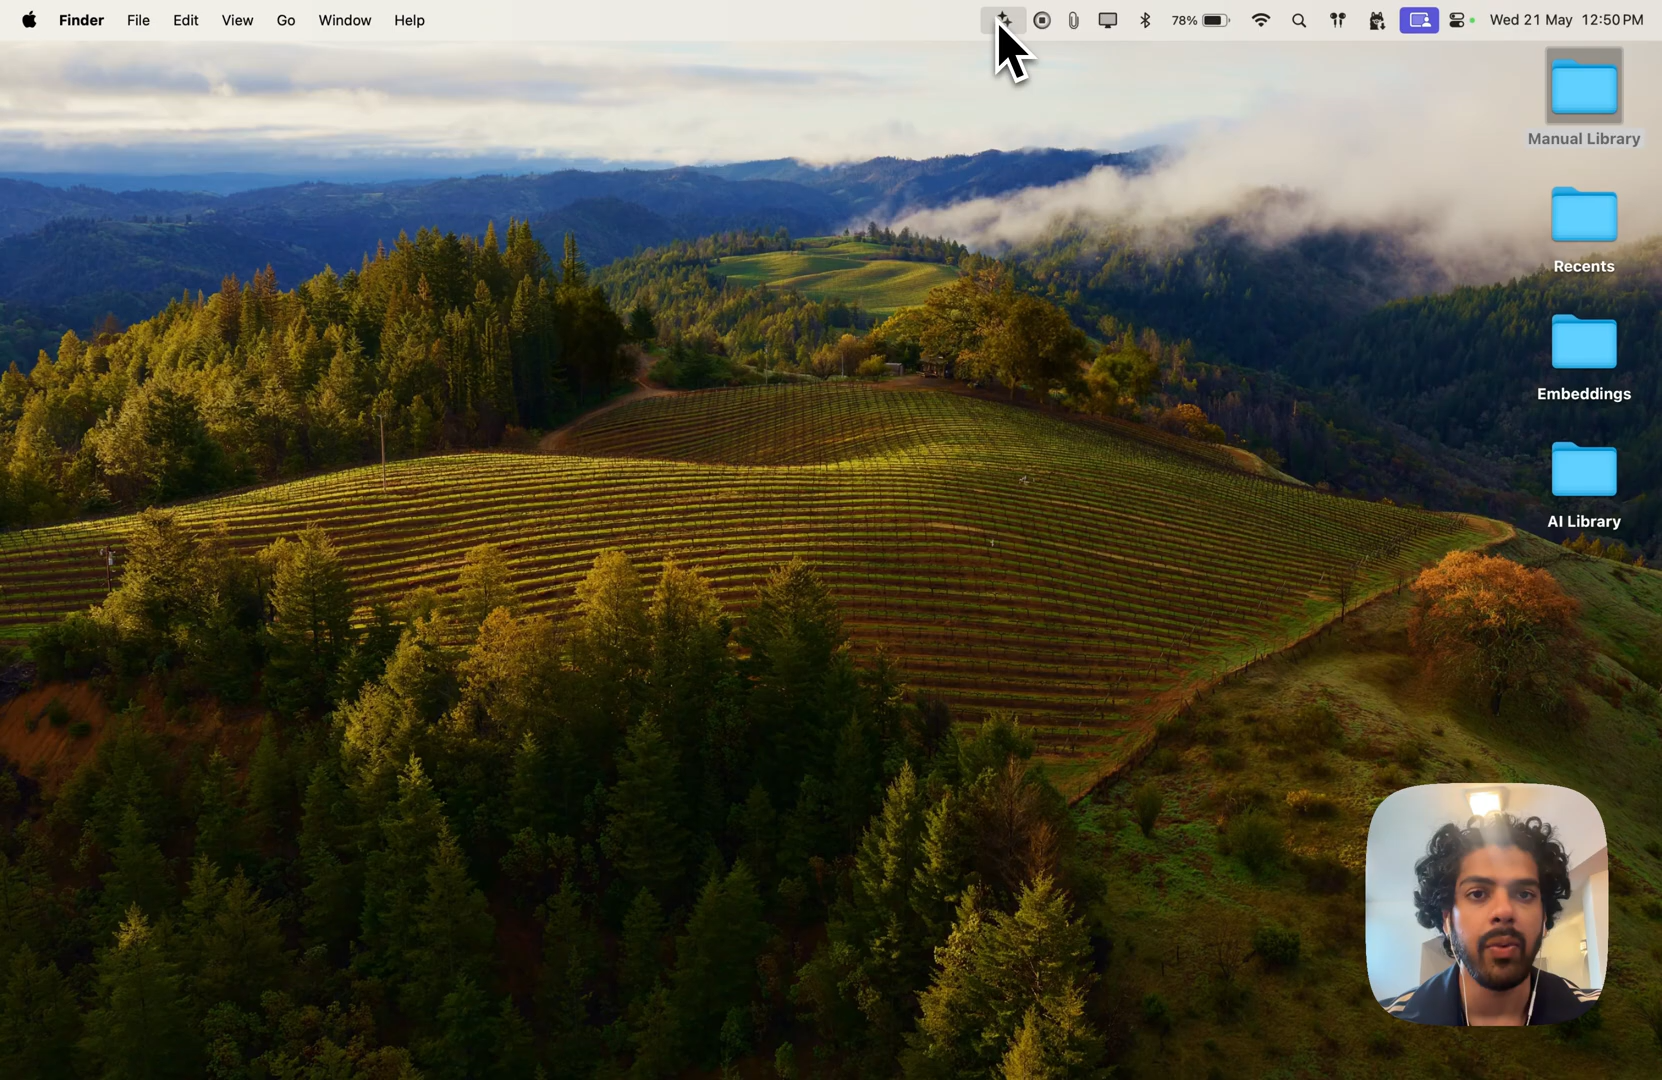 Finder File Edit View Go Window Help 78% Wed 21 May 12:50 PM
Manual Library
Recents
Embeddings
AI Library